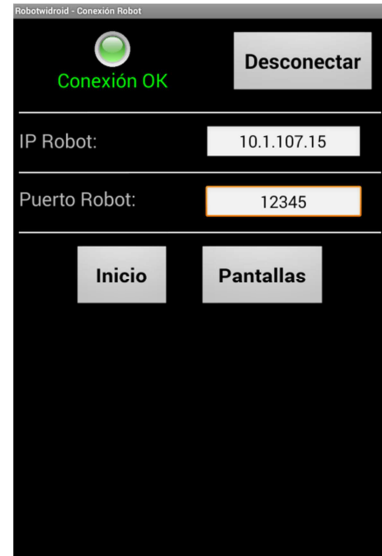 Robotwidroid - Conexión Robot
Conexión OK
Desconectar
IP Robot:
10.1.107.15
Puerto Robot:
12345
Inicio
Pantallas